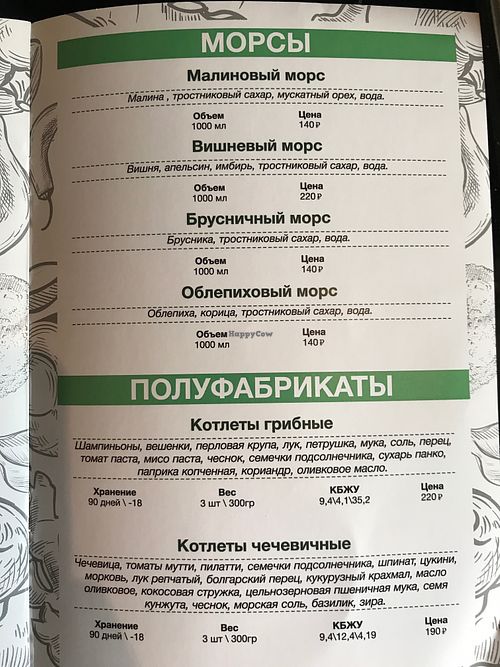 МОРСЫ
Малиновый морс
Малина , тростниковый сахар, мускатный орех, вода.
Объем Цена
1000 мл 140 ₽
Вишневый морс
Вишня, апельсин, имбирь, тростниковый сахар, вода.
Объем Цена
1000 мл 220 ₽
Брусничный морс
Брусника, тростниковый сахар, вода.
Объем Цена
1000 мл 140 ₽
Облепиховый морс
Облепиха, корица, тростниковый сахар, вода.
Объем HappyCow Цена
1000 мл 140 ₽
ПОЛУФАБРИКАТЫ
Котлеты грибные
Шампиньоны, вешенки, перловая крупа, лук, петрушка, мука, соль, перец,
томат паста, мисо паста, чеснок, семечки подсолнечника, сухарь панко,
паприка копченная, кориандр, оливковое масло.
Хранение Вес КБЖУ Цена
90 дней \ -18 3 шт \ 300гр 9,4\4,1\35,2 220 ₽
Котлеты чечевичные
Чечевица, томаты мутти, пилатти, семечки подсолнечника, шпинат, цукини,
морковь, лук репчатый, болгарский перец, кукурузный крахмал, масло
оливковое, кокосовая стружка, цельнозерновая пшеничная мука, семя
кунжута, чеснок, морская соль, базилик, зира.
Хранение Вес КБЖУ Цена
90 дней \ -18 3 шт \ 300гр 9,4\12,4\4,19 190 ₽